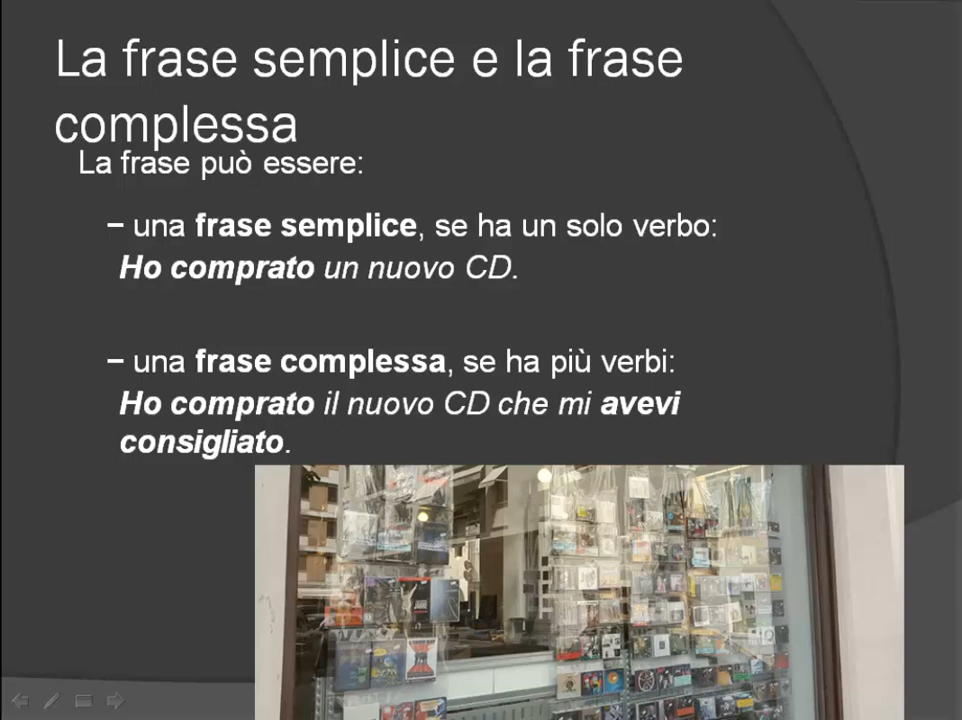 La frase semplice e la frase
complessa
La frase può essere:
– una frase semplice, se ha un solo verbo:
Ho comprato un nuovo CD.
– una frase complessa, se ha più verbi:
Ho comprato il nuovo CD che mi avevi
consigliato.